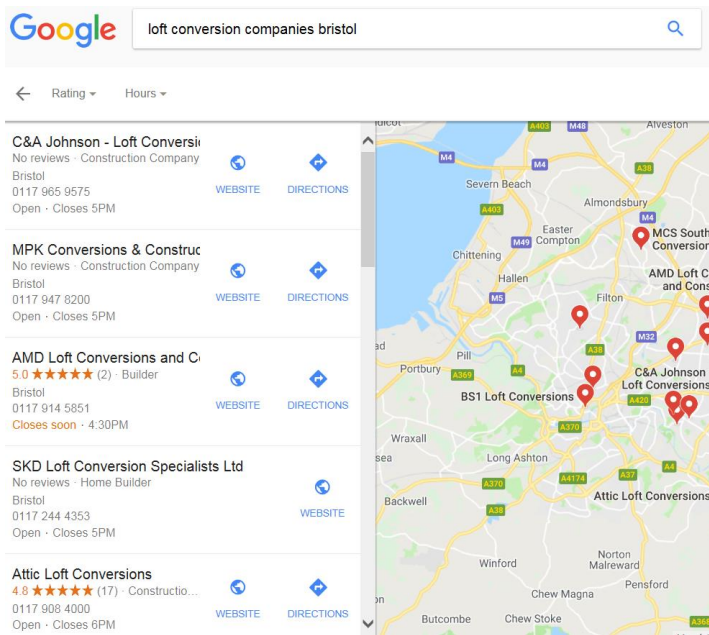 Google
loft conversion companies bristol
Rating
Hours
C&A Johnson - Loft Conversi
No reviews · Construction Company
Bristol
0117 965 9575
Open · Closes 5PM
WEBSITE
DIRECTIONS
MPK Conversions & Construc
No reviews · Construction Company
Bristol
0117 947 8200
Open · Closes 5PM
WEBSITE
DIRECTIONS
AMD Loft Conversions and C
5.0 ★★★★★ (2) · Builder
Bristol
0117 914 5851
Closes soon · 4:30PM
WEBSITE
DIRECTIONS
SKD Loft Conversion Specialists Ltd
No reviews · Home Builder
Bristol
0117 244 4353
Open · Closes 5PM
WEBSITE
Attic Loft Conversions
4.8 ★★★★★ (17) · Constructio...
0117 908 4000
Open · Closes 6PM
WEBSITE
DIRECTIONS
A403
M48
Alveston
M4
M4
A38
Severn Beach
Almondsbury
A403
M4
Easter
Compton
M49
MCS South
Conversion
Chittening
Hallen
AMD Loft C
and Cons
M5
Filton
M32
A38
Pill
Portbury
A369
A4
C&A Johnson
Loft Conversions
BS1 Loft Conversions
A420
A370
Wraxall
Long Ashton
A4
A370
A4174
A37
Backwell
A38
Attic Loft Conversions
Winford
Norton
Malreward
Pensford
Chew Magna
Butcombe
Chew Stoke
A368